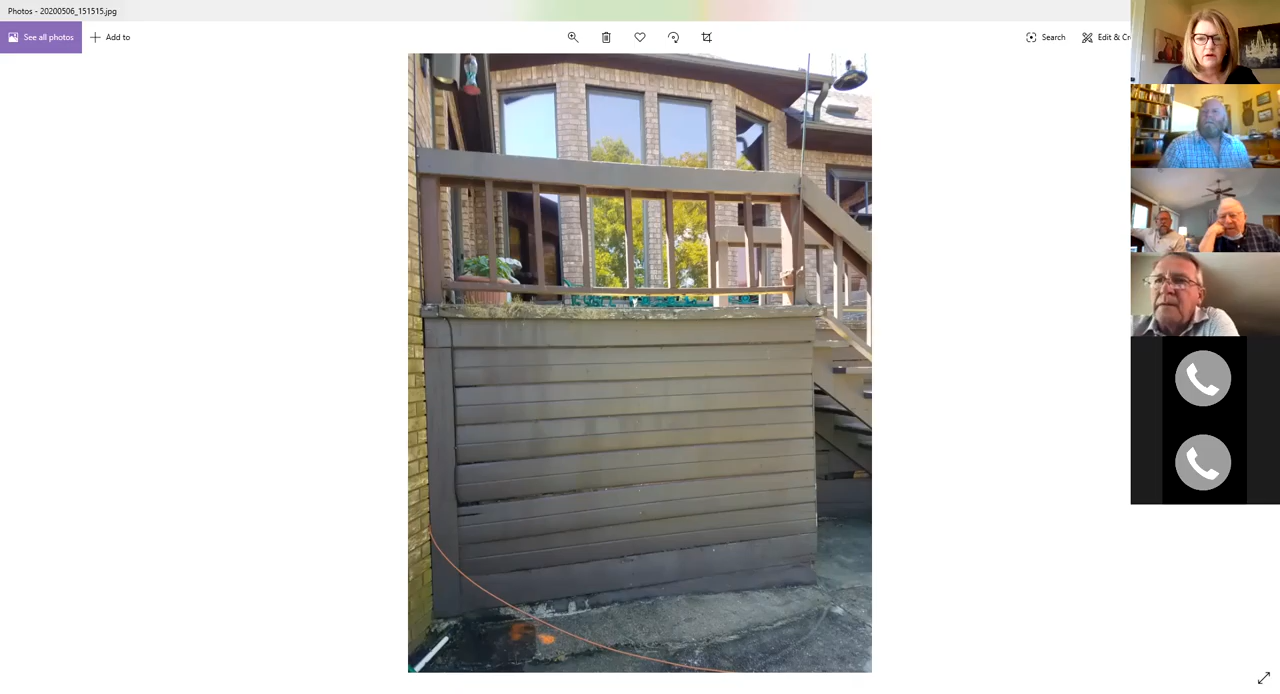 Photos - 20200506_151515.jpg
See all photos
Add to
Search
Edit & Cr